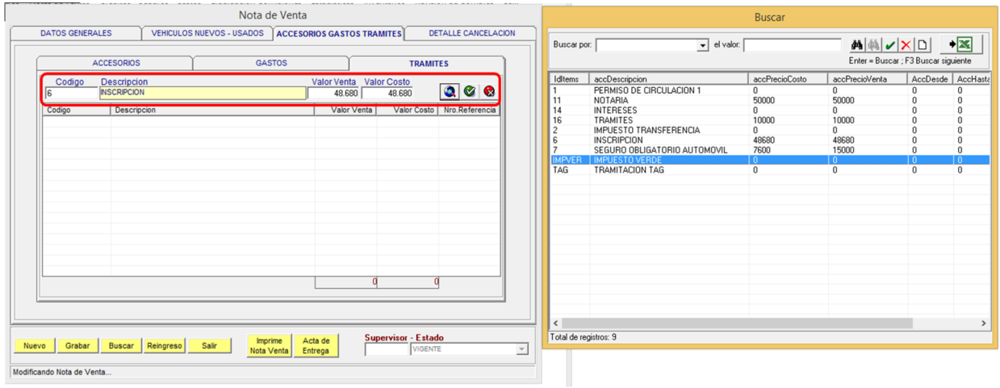 Nota de Venta
DATOS GENERALES VEHICULOS NUEVOS - USADOS ACCESORIOS GASTOS TRAMITES DETALLE CANCELACION
ACCESORIOS GASTOS TRAMITES
Codigo Descripcion Valor Venta Valor Costo
6 INSCRIPCION 48.680 48.680
Codigo Descripcion Valor Venta Valor Costo Nro.Referencia
0 0
Supervisor - Estado
Nuevo Grabar Buscar Reingreso Salir Imprime Nota Venta Acta de Entrega VIGENTE
Modificando Nota de Venta...
Buscar
Buscar por: el valor:
Enter = Buscar ; F3 Buscar siguiente
IdItems accDescripcion accPrecioCosto accPrecioVenta AccDesde AccHasta
1 PERMISO DE CIRCULACION 1 0 0 0 0
11 NOTARIA 50000 50000 0 0
14 INTERESES 0 0 0 0
16 TRAMITES 10000 10000 0 0
2 IMPUESTO TRANSFERENCIA 0 0 0 0
6 INSCRIPCION 48680 48680 0 0
7 SEGURO OBLIGATORIO AUTOMOVIL 7600 15000 0 0
IMPVER IMPUESTO VERDE 0 0 0 0
TAG TRAMITACION TAG 0 0 0 0
Total de registros: 9